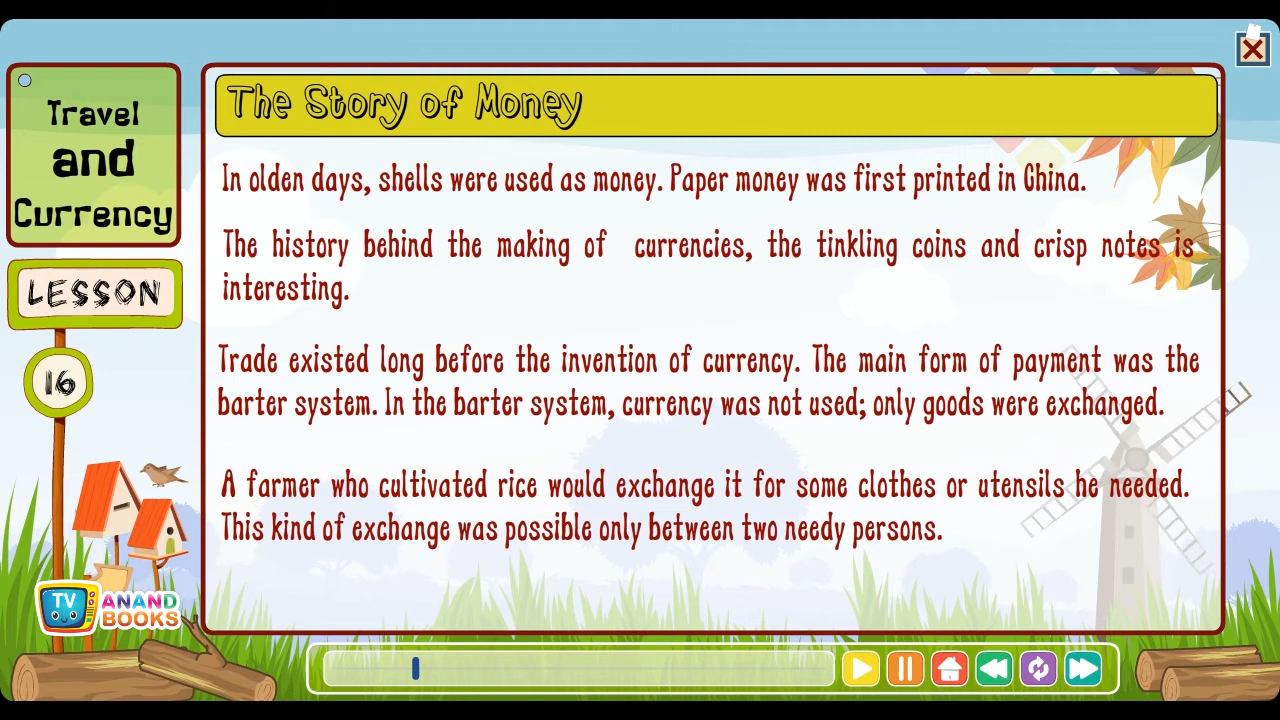 The Story of Money
Travel
and
Currency
In olden days, shells were used as money. Paper money was first printed in China.
The history behind the making of currencies, the tinkling coins and crisp notes is
interesting.
LESSON
16
Trade existed long before the invention of currency. The main form of payment was the
barter system. In the barter system, currency was not used; only goods were exchanged.
A farmer who cultivated rice would exchange it for some clothes or utensils he needed.
This kind of exchange was possible only between two needy persons.
TV
ANAND
BOOKS